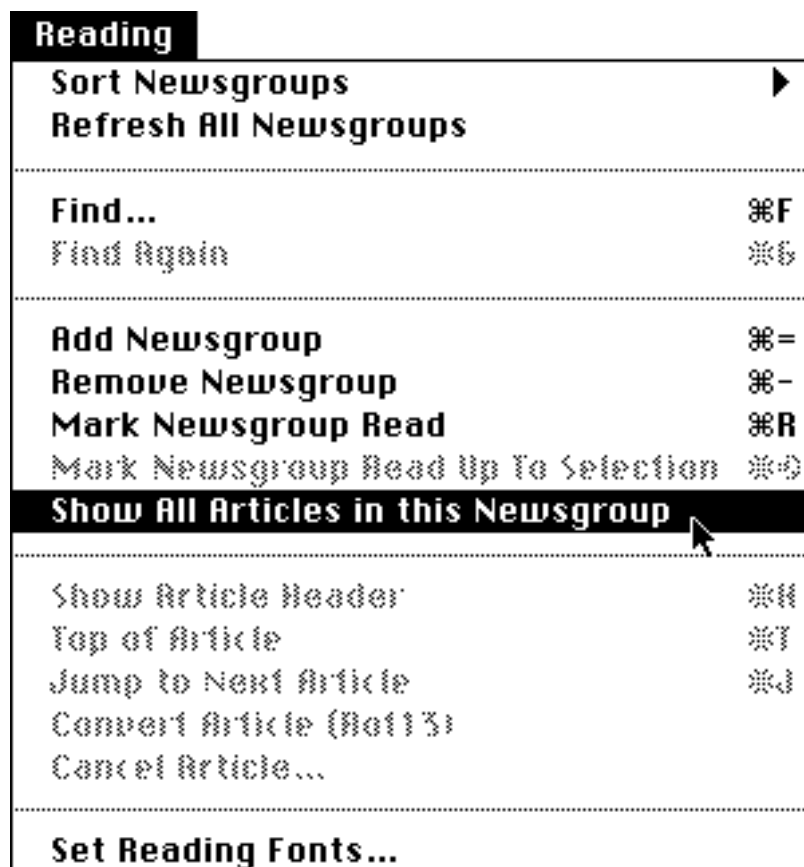 Reading
Sort Newsgroups ▶
Refresh All Newsgroups
Find... ⌘F
Find Again ⌘G
Add Newsgroup ⌘=
Remove Newsgroup ⌘-
Mark Newsgroup Read ⌘R
Mark Newsgroup Read Up To Selection
Show All Articles in this Newsgroup
Show Article Header ⌘H
Top of Article ⌘T
Jump to Next Article ⌘J
Convert Article (Rot13)
Cancel Article...
Set Reading Fonts...